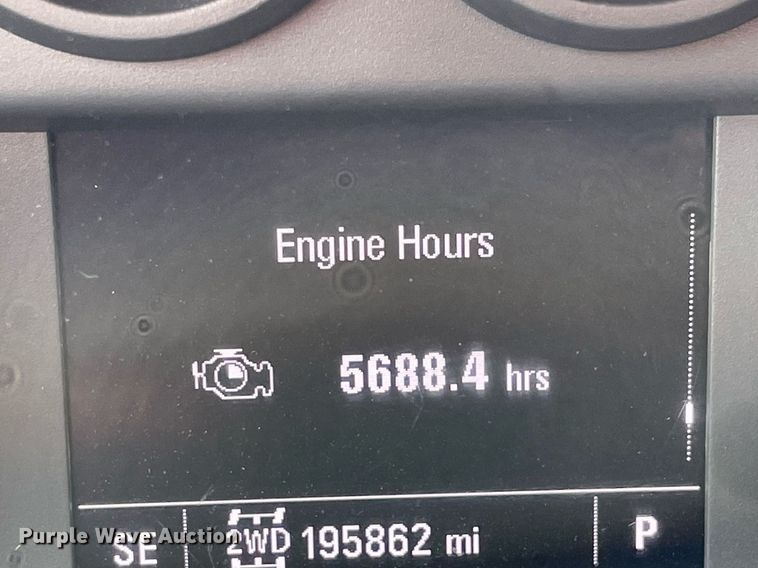 Engine Hours
5688.4 hrs
SE 2WD 195862 mi P
Purple Wave Auction